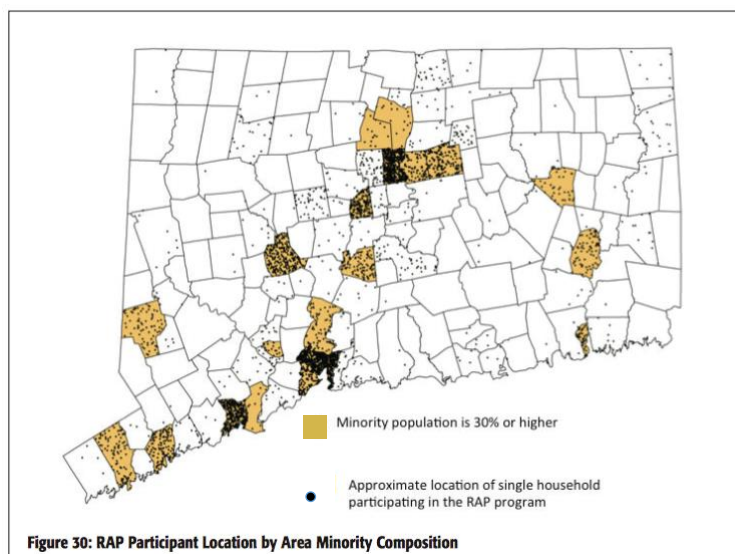 Minority population is 30% or higher
Approximate location of single household
participating in the RAP program
Figure 30: RAP Participant Location by Area Minority Composition